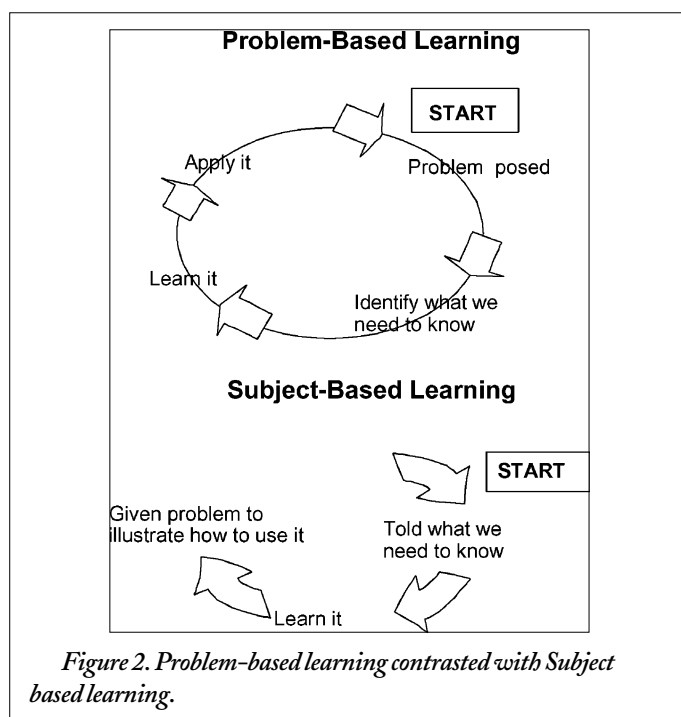 Problem-Based Learning
START
Apply it
Problem posed
Learn it
Identify what we
need to know
Subject-Based Learning
START
Given problem to
illustrate how to use it
Told what we
need to know
Learn it
Figure 2. Problem-based learning contrasted with Subject
based learning.